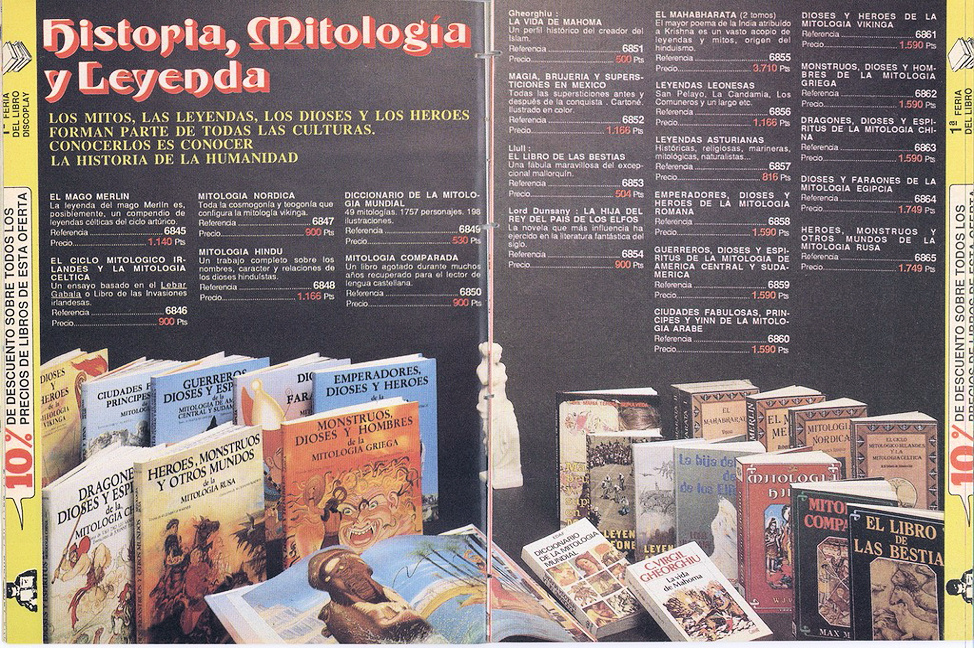 Historia, Mitología
y Leyenda
LOS MITOS, LAS LEYENDAS, LOS DIOSES Y LOS HEROES
FORMAN PARTE DE TODAS LAS CULTURAS.
CONOCERLOS ES CONOCER
LA HISTORIA DE LA HUMANIDAD
EL MAGO MERLIN
La leyenda del mago Merlin es,
posiblemente, un compendio de
leyendas célticas del ciclo artúrico.
Referencia 6845
Precio 1.140 Pts
EL CICLO MITOLOGICO IR-
LANDES Y LA MITOLOGIA
CELTICA
Un ensayo basado en el Lebar
Gabala o Libro de las Invasiones
irlandesas.
Referencia 6846
Precio 900 Pts
MITOLOGIA NORDICA
Toda la cosmogonía y teogonía que
configura la mitología vikinga.
Referencia 6847
Precio 900 Pts
MITOLOGIA HINDU
Un trabajo completo sobre los
nombres, caracter y relaciones de
los dioses hinduistas.
Referencia 6848
Precio 1.166 Pts
DICCIONARIO DE LA MITOLO-
GIA MUNDIAL
49 mitologías. 1757 personajes. 198
ilustraciones.
Referencia 6849
Precio 530 Pts
MITOLOGIA COMPARADA
Un libro agotado durante muchos
años recuperado para el lector de
lengua castellana.
Referencia 6850
Precio 900 Pts
Gheorghiu :
LA VIDA DE MAHOMA
Un perfil histórico del creador del
Islam.
Referencia 6851
Precio 500 Pts
MAGIA, BRUJERIA Y SUPERS-
TICIONES EN MEXICO
Todas las supersticiones antes y
después de la conquista. Cartoné.
Ilustrado en color.
Referencia 6852
Precio 1.166 Pts
Llull :
EL LIBRO DE LAS BESTIAS
Una fábula maravillosa del excep-
cional mallorquín.
Referencia 6853
Precio 504 Pts
Lord Dunsany : LA HIJA DEL
REY DEL PAIS DE LOS ELFOS
La novela que más influencia ha
ejercido en la literatura fantástica del
siglo.
Referencia 6854
Precio 900 Pts
EL MAHABHARATA (2 tomos)
El mayor poema de la India atribuído
a Krishna es un vasto acopio de
leyendas y mitos, origen del
hinduismo.
Referencia 6855
Precio 3.710 Pts
LEYENDAS LEONESAS
San Pelayo, La Candamia, Los
Comuneros y un largo etc.
Referencia 6856
Precio 1.166 Pts
LEYENDAS ASTURIANAS
Históricas, religiosas, marineras,
mitológicas, naturalistas...
Referencia 6857
Precio 816 Pts
EMPERADORES, DIOSES Y
HEROES DE LA MITOLOGIA
ROMANA
Referencia 6858
Precio 1.590 Pts
GUERREROS, DIOSES Y ESPI-
RITUS DE LA MITOLOGIA DE
AMERICA CENTRAL Y SUDA-
MERICA
Referencia 6859
Precio 1.590 Pts
CIUDADES FABULOSAS, PRIN-
CIPES Y YINN DE LA MITOLO-
GIA ARABE
Referencia 6860
Precio 1.590 Pts
DIOSES Y HEROES DE LA
MITOLOGIA VIKINGA
Referencia 6861
Precio 1.590 Pts
MONSTRUOS, DIOSES Y HOM-
BRES DE LA MITOLOGIA
GRIEGA
Referencia 6862
Precio 1.590 Pts
DRAGONES, DIOSES Y ESPI-
RITUS DE LA MITOLOGIA CHI-
NA
Referencia 6863
Precio 1.590 Pts
DIOSES Y FARAONES DE LA
MITOLOGIA EGIPCIA
Referencia 6864
Precio 1.749 Pts
HEROES, MONSTRUOS Y
OTROS MUNDOS DE LA
MITOLOGIA RUSA
Referencia 6865
Precio 1.749 Pts
FERIA
DEL LIBRO
DISCOPLAY
10% DE DESCUENTO SOBRE TODOS LOS
PRECIOS DE LIBROS DE ESTA OFERTA
1ª FERIA
DEL LIBRO
10% DE DESCUENTO SOBRE TODOS LOS
DIOSES
Y
HEROES
de la
MITOLOGIA
VIKINGA
CIUDADES
PRINCIPES
GUERREROS
DIOSES Y ESP
de la
MITOLOGIA DE
CENTRAL Y SUDA
EMPERADORES,
DIOSES Y HEROES
MONSTRUOS,
DIOSES Y HOMBRES
de la
MITOLOGIA GRIEGA
DRAGONE
DIOSES Y ESPI
de la
MITOLOGIA C
HEROES, MONSTRUOS
Y OTROS MUNDOS
de la
MITOLOGIA RUSA
EL
MAHABHARATA
MITOLOGIA
NORDICA
EL CICLO
MITOLOGICO IRLANDES
Y LA
MITOLOGIA CELTICA
La hija de
de los El
DICCIONARIO
DE LA MITOLOGIA
MUNDIAL
C. VIRGIL
GHEORGHIU
La vida
de Mahoma
MITO
COMPA
MAX M
EL LIBRO
DE
LAS BESTIA